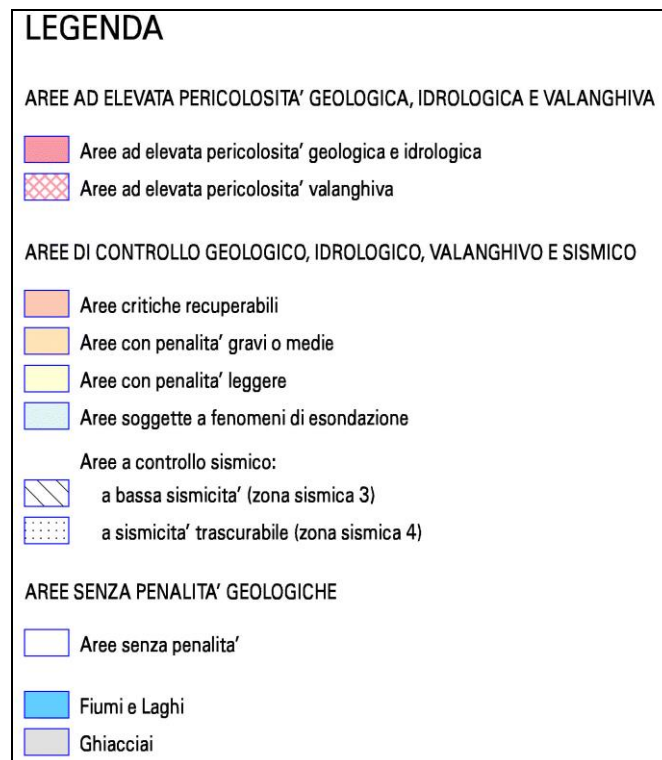 LEGENDA
AREE AD ELEVATA PERICOLOSITA' GEOLOGICA, IDROLOGICA E VALANGHIVA
Aree ad elevata pericolosita' geologica e idrologica
Aree ad elevata pericolosita' valanghiva
AREE DI CONTROLLO GEOLOGICO, IDROLOGICO, VALANGHIVO E SISMICO
Aree critiche recuperabili
Aree con penalita' gravi o medie
Aree con penalita' leggere
Aree soggette a fenomeni di esondazione
Aree a controllo sismico:
a bassa sismicita' (zona sismica 3)
a sismicita' trascurabile (zona sismica 4)
AREE SENZA PENALITA' GEOLOGICHE
Aree senza penalita'
Fiumi e Laghi
Ghiacciai